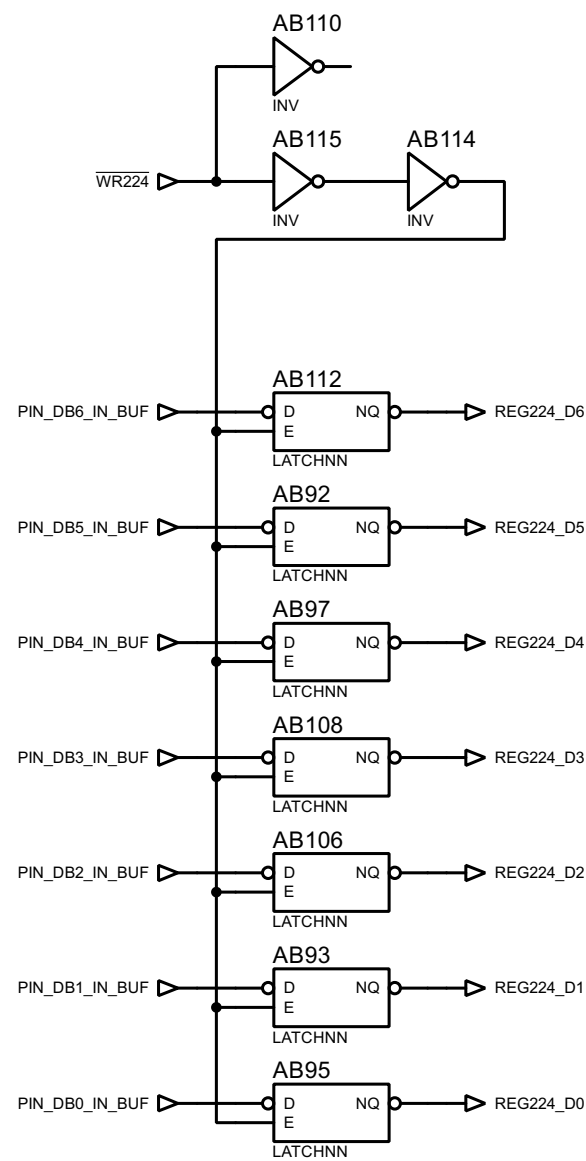 AB110
INV
AB115 AB114
WR224
INV INV
AB112
PIN_DB6_IN_BUF D NQ REG224_D6
E
LATCHNN
AB92
PIN_DB5_IN_BUF D NQ REG224_D5
E
LATCHNN
AB97
PIN_DB4_IN_BUF D NQ REG224_D4
E
LATCHNN
AB108
PIN_DB3_IN_BUF D NQ REG224_D3
E
LATCHNN
AB106
PIN_DB2_IN_BUF D NQ REG224_D2
E
LATCHNN
AB93
PIN_DB1_IN_BUF D NQ REG224_D1
E
LATCHNN
AB95
PIN_DB0_IN_BUF D NQ REG224_D0
E
LATCHNN